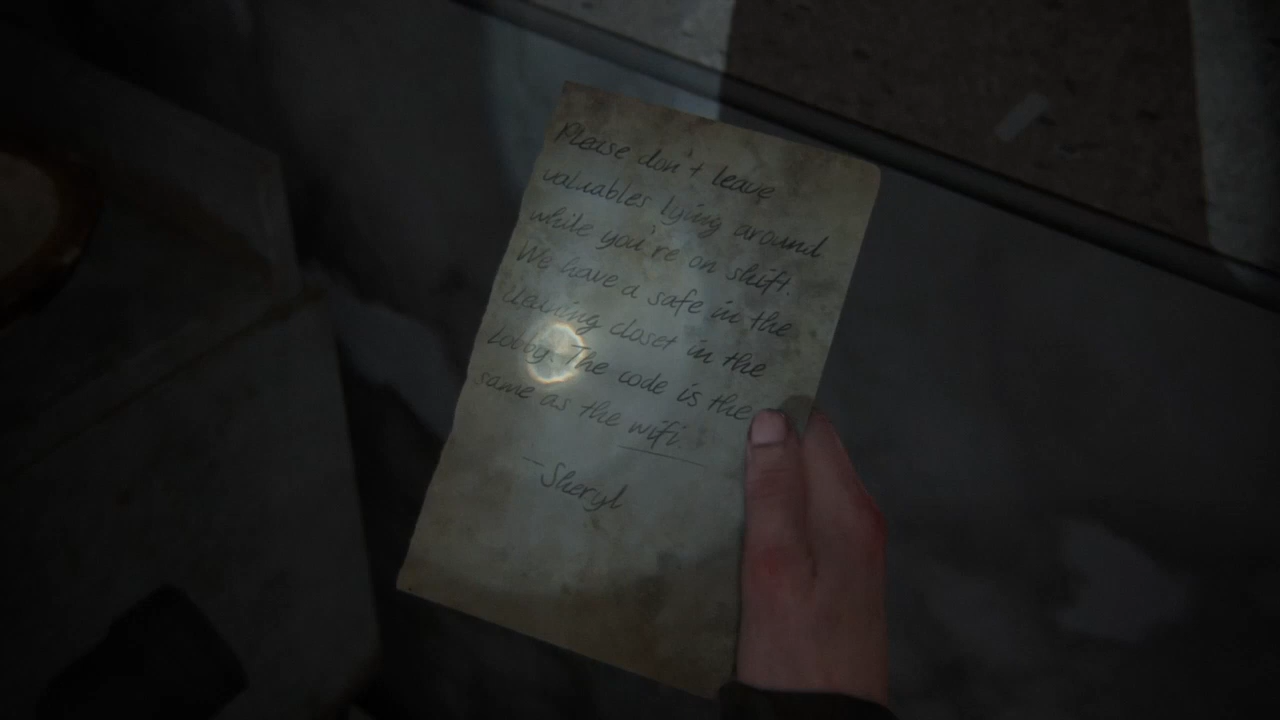 Please don't leave
valuables lying around
while you're on shift.
We have a safe in the
cleaning closet in the
lobby. The code is the
same as the wifi.
—Sheryl